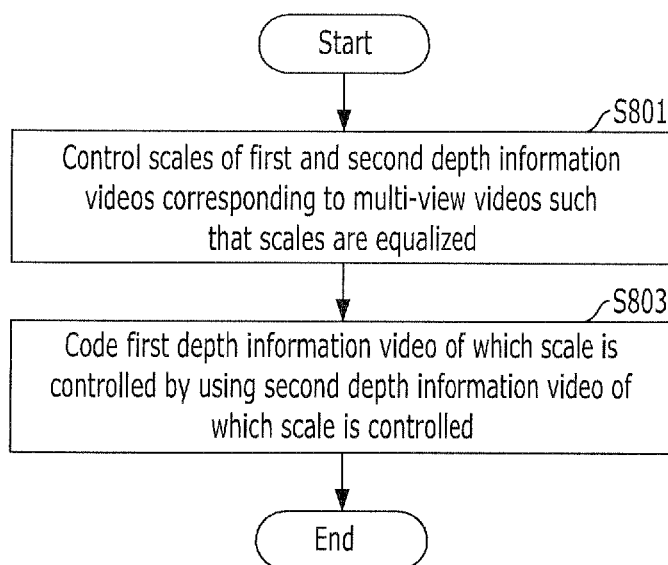 Start
S801
Control scales of first and second depth information
videos corresponding to multi-view videos such
that scales are equalized
S803
Code first depth information video of which scale is
controlled by using second depth information video of
which scale is controlled
End